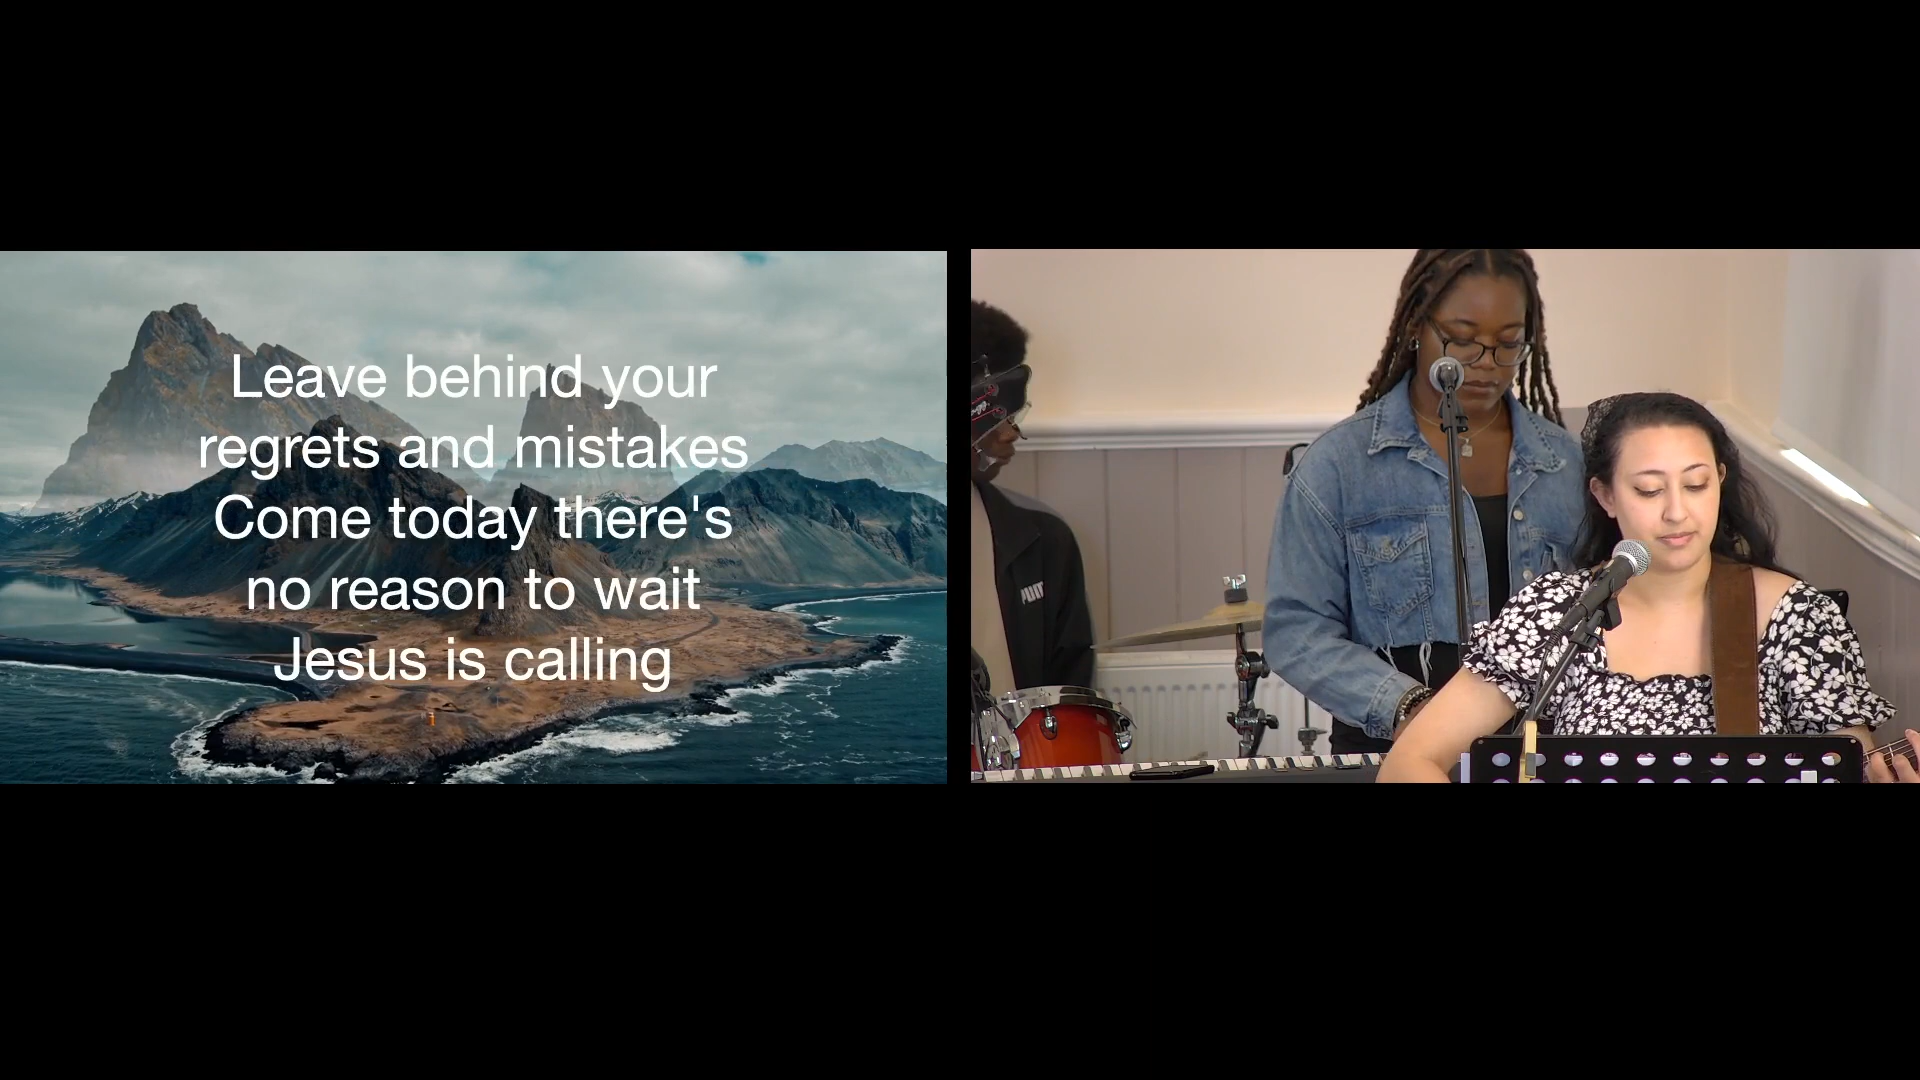 Leave behind your
regrets and mistakes
Come today there's
no reason to wait
Jesus is calling